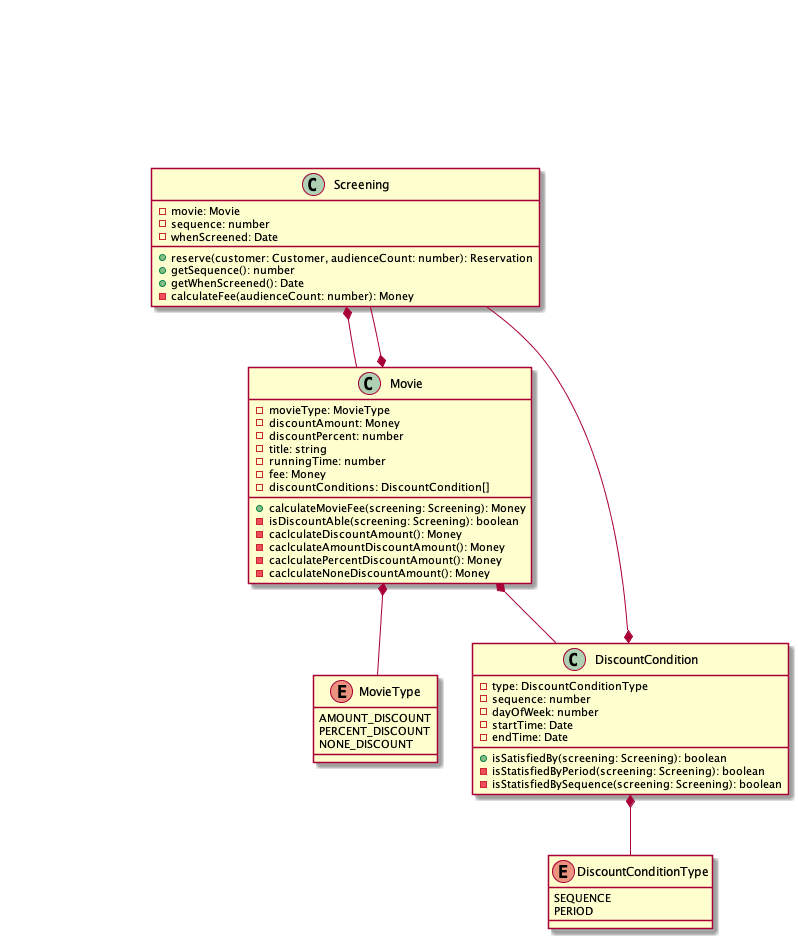 C Screening
movie: Movie
sequence: number
whenScreened: Date
reserve(customer: Customer, audienceCount: number): Reservation
getSequence(): number
getWhenScreened(): Date
calculateFee(audienceCount: number): Money
C Movie
movieType: MovieType
discountAmount: Money
discountPercent: number
title: string
runningTime: number
fee: Money
discountConditions: DiscountCondition[]
calculateMovieFee(screening: Screening): Money
isDiscountAble(screening: Screening): boolean
caclculateDiscountAmount(): Money
caclculateAmountDiscountAmount(): Money
caclculatePercentDiscountAmount(): Money
caclculateNoneDiscountAmount(): Money
E MovieType
AMOUNT_DISCOUNT
PERCENT_DISCOUNT
NONE_DISCOUNT
C DiscountCondition
type: DiscountConditionType
sequence: number
dayOfWeek: number
startTime: Date
endTime: Date
isSatisfiedBy(screening: Screening): boolean
isStatisfiedByPeriod(screening: Screening): boolean
isStatisfiedBySequence(screening: Screening): boolean
E DiscountConditionType
SEQUENCE
PERIOD